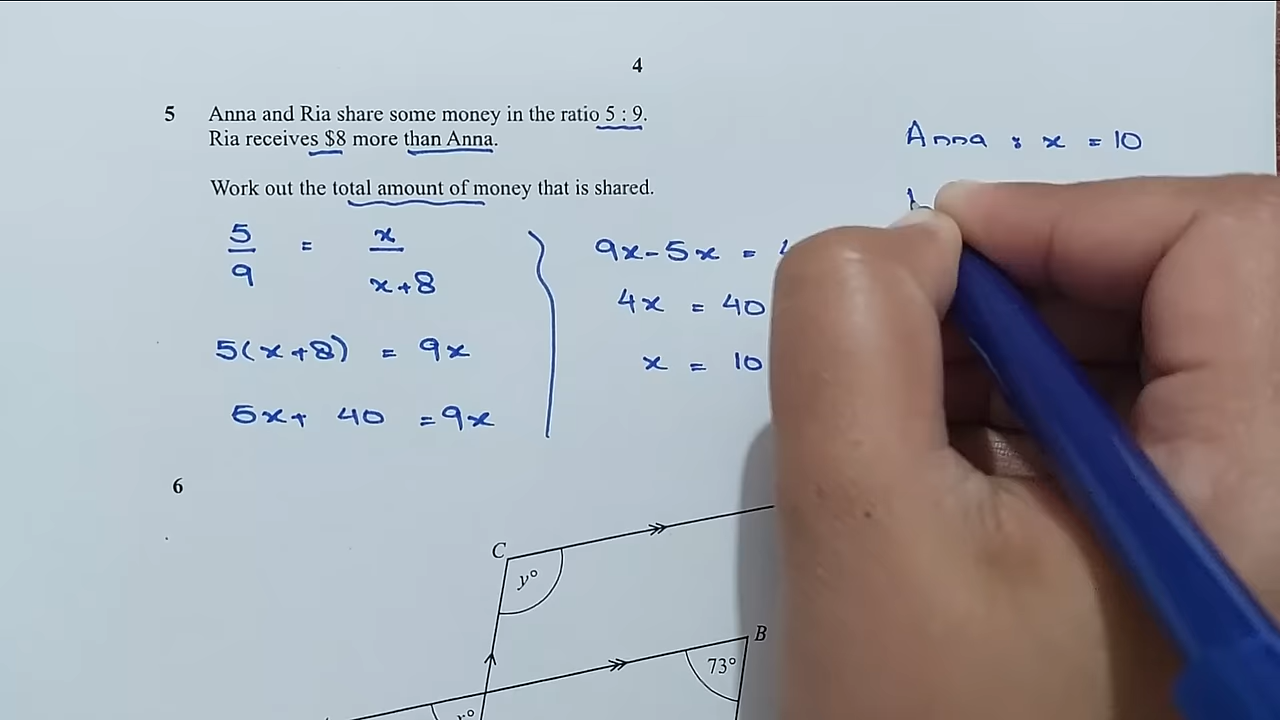 4
5 Anna and Ria share some money in the ratio 5 : 9.
Ria receives $8 more than Anna.
Work out the total amount of money that is shared.
5/9 = x/x+8
5(x+8) = 9x
5x+ 40 = 9x
9x-5x =
4x = 40
x = 10
Anna : x = 10
6
C
y°
B
73°
x°